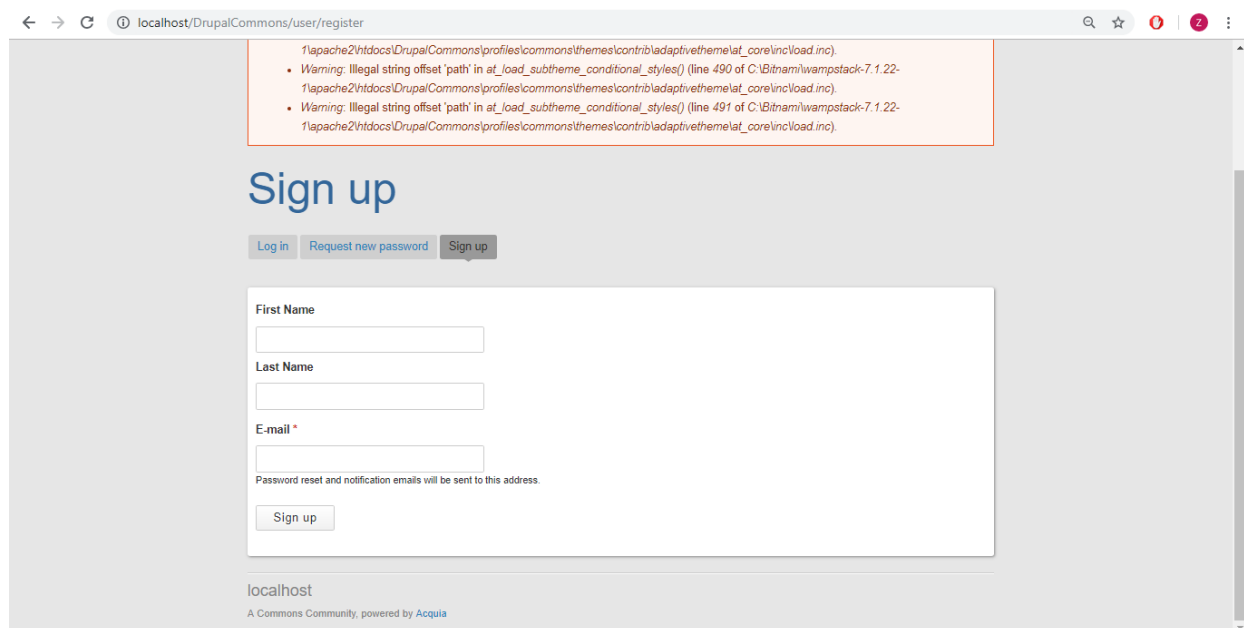 localhost/DrupalCommons/user/register
Z
1\apache2\htdocs\DrupalCommons\profiles\commons\themes\contrib\adaptivetheme\at_core\inc\load.inc).
• Warning: Illegal string offset 'path' in at_load_subtheme_conditional_styles() (line 490 of C:\Bitnami\wampstack-7.1.22-
1\apache2\htdocs\DrupalCommons\profiles\commons\themes\contrib\adaptivetheme\at_core\inc\load.inc).
• Warning: Illegal string offset 'path' in at_load_subtheme_conditional_styles() (line 491 of C:\Bitnami\wampstack-7.1.22-
1\apache2\htdocs\DrupalCommons\profiles\commons\themes\contrib\adaptivetheme\at_core\inc\load.inc).
Sign up
Log in Request new password Sign up
First Name
Last Name
E-mail *
Password reset and notification emails will be sent to this address.
Sign up
localhost
A Commons Community, powered by Acquia